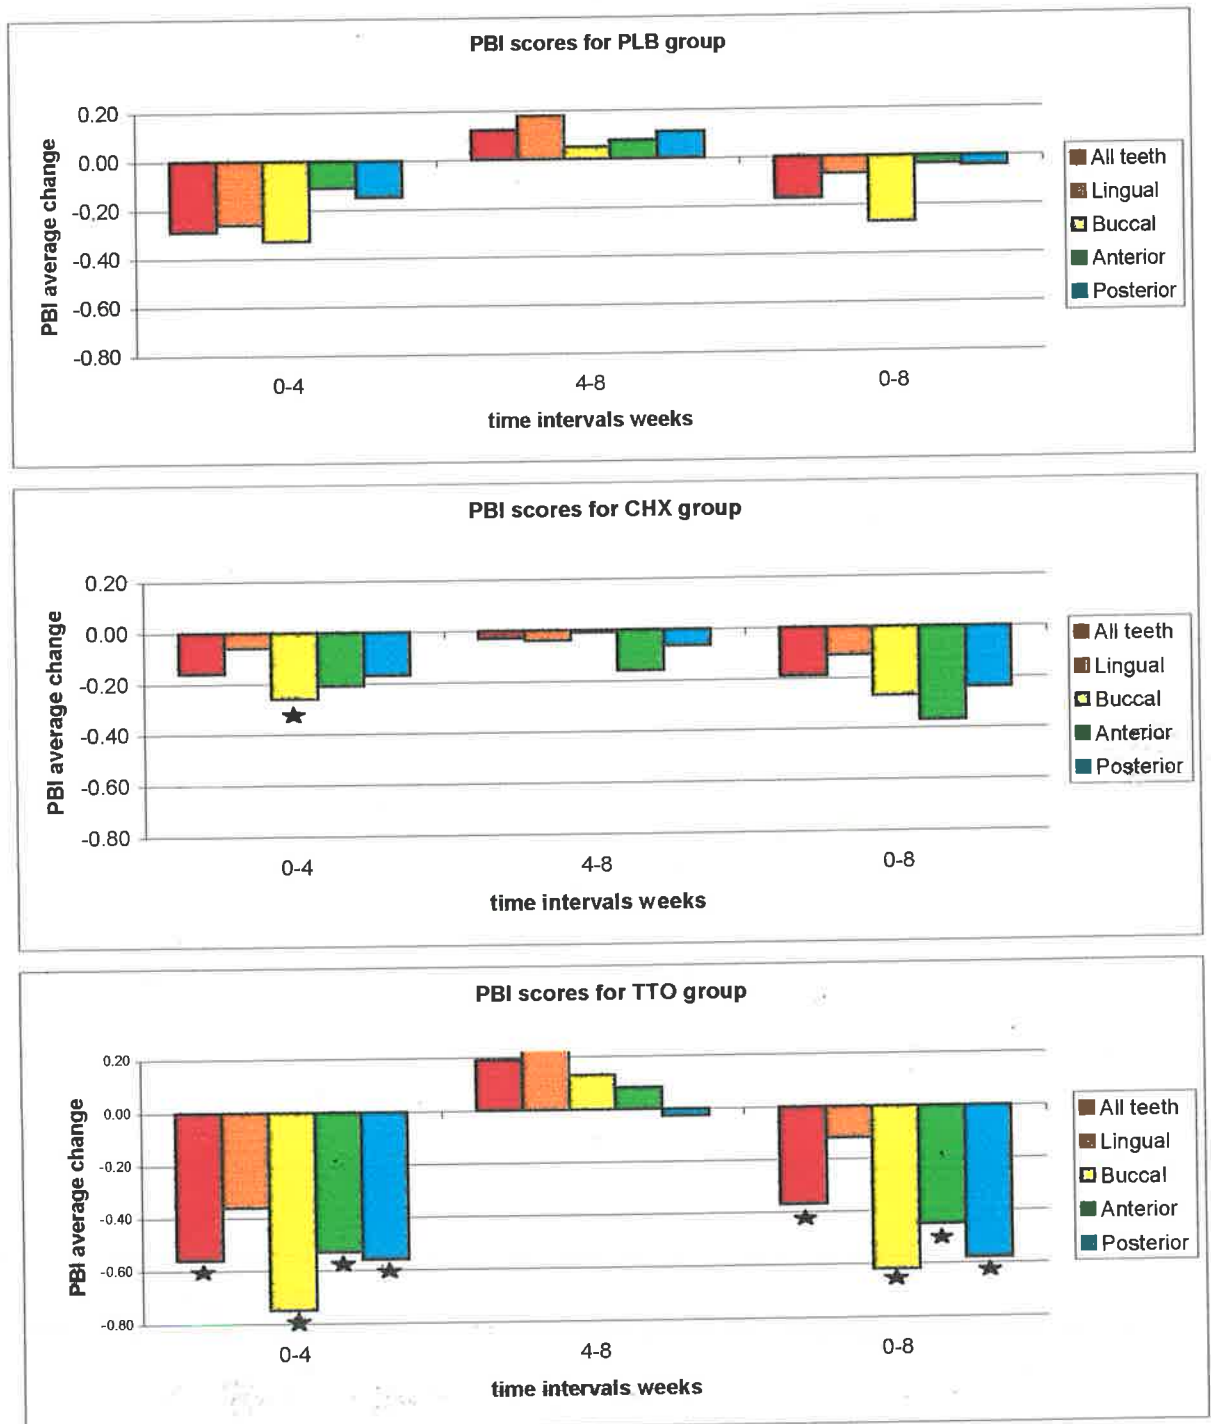 PBI scores for PLB group
PBI average change
0.20
0.00
-0.20
-0.40
-0.60
-0.80
0-4
4-8
0-8
time intervals weeks
All teeth
Lingual
Buccal
Anterior
Posterior
PBI scores for CHX group
PBI average change
0.20
0.00
-0.20
-0.40
-0.60
-0.80
0-4
4-8
0-8
time intervals weeks
All teeth
Lingual
Buccal
Anterior
Posterior
PBI scores for TTO group
PBI average change
0.20
0.00
-0.20
-0.40
-0.60
-0.80
0-4
4-8
0-8
time intervals weeks
All teeth
Lingual
Buccal
Anterior
Posterior